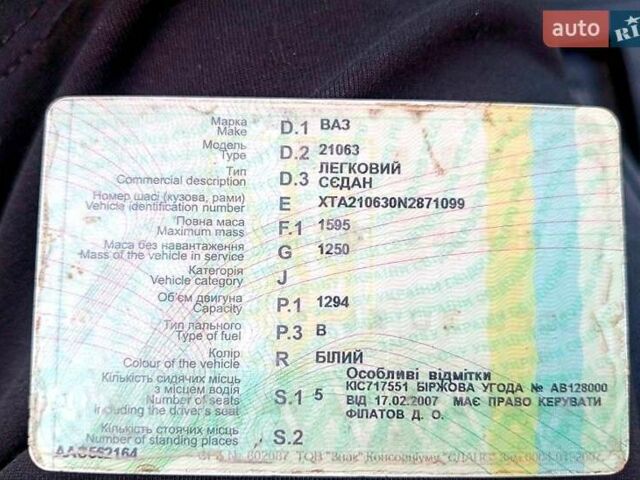 auto RI
Марка
Make D.1 ВАЗ
Модель
Type D.2 21063
Тип
Commercial description D.3 ЛЕГКОВИЙ
СЄДАН
Номер шасі (кузова, рами)
Vehicle identification number E XTA210630N2871099
Повна маса
Maximum mass F.1 1595
Маса без навантаження
Mass of the vehicle in service G 1250
Категорія
Vehicle category J
Об'єм двигуна
Capacity P.1 1294
Тип пального
Type of fuel P.3 B
Колір
Colour of the vehicle R БІЛИЙ
Особливі відмітки
Кількість сидячих місць
з місцем водія
Number of seats
including the driver's seat S.1 5
КІС717551 БІРЖОВА УГОДА № АВ128000
ВІД 17.02.2007 МАЄ ПРАВО КЕРУВАТИ
ФІЛАТОВ Д. О.
Кількість стоячих місць
Number of standing places S.2
ААС552164